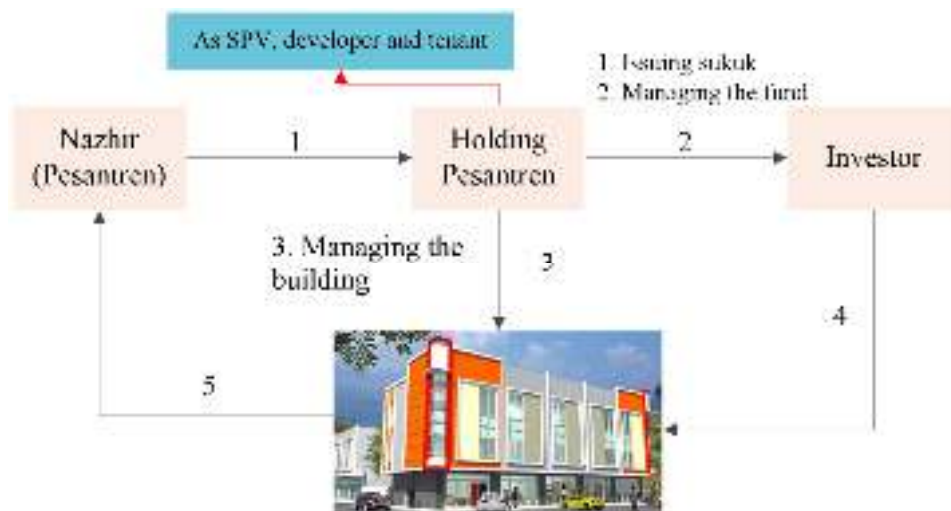 As SPV, developer and tenant
1. Issuing sukuk
2. Managing the fund
Nazhir
(Pesantren)
1
Holding
Pesantren
2
Investor
3. Managing the
building
3
4
5